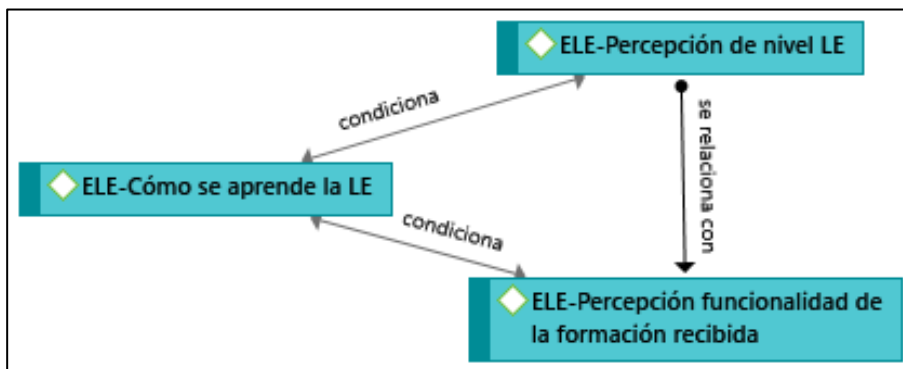 ELE-Percepción de nivel LE
condiciona
se relaciona con
ELE-Cómo se aprende la LE
condiciona
ELE-Percepción funcionalidad de
la formación recibida